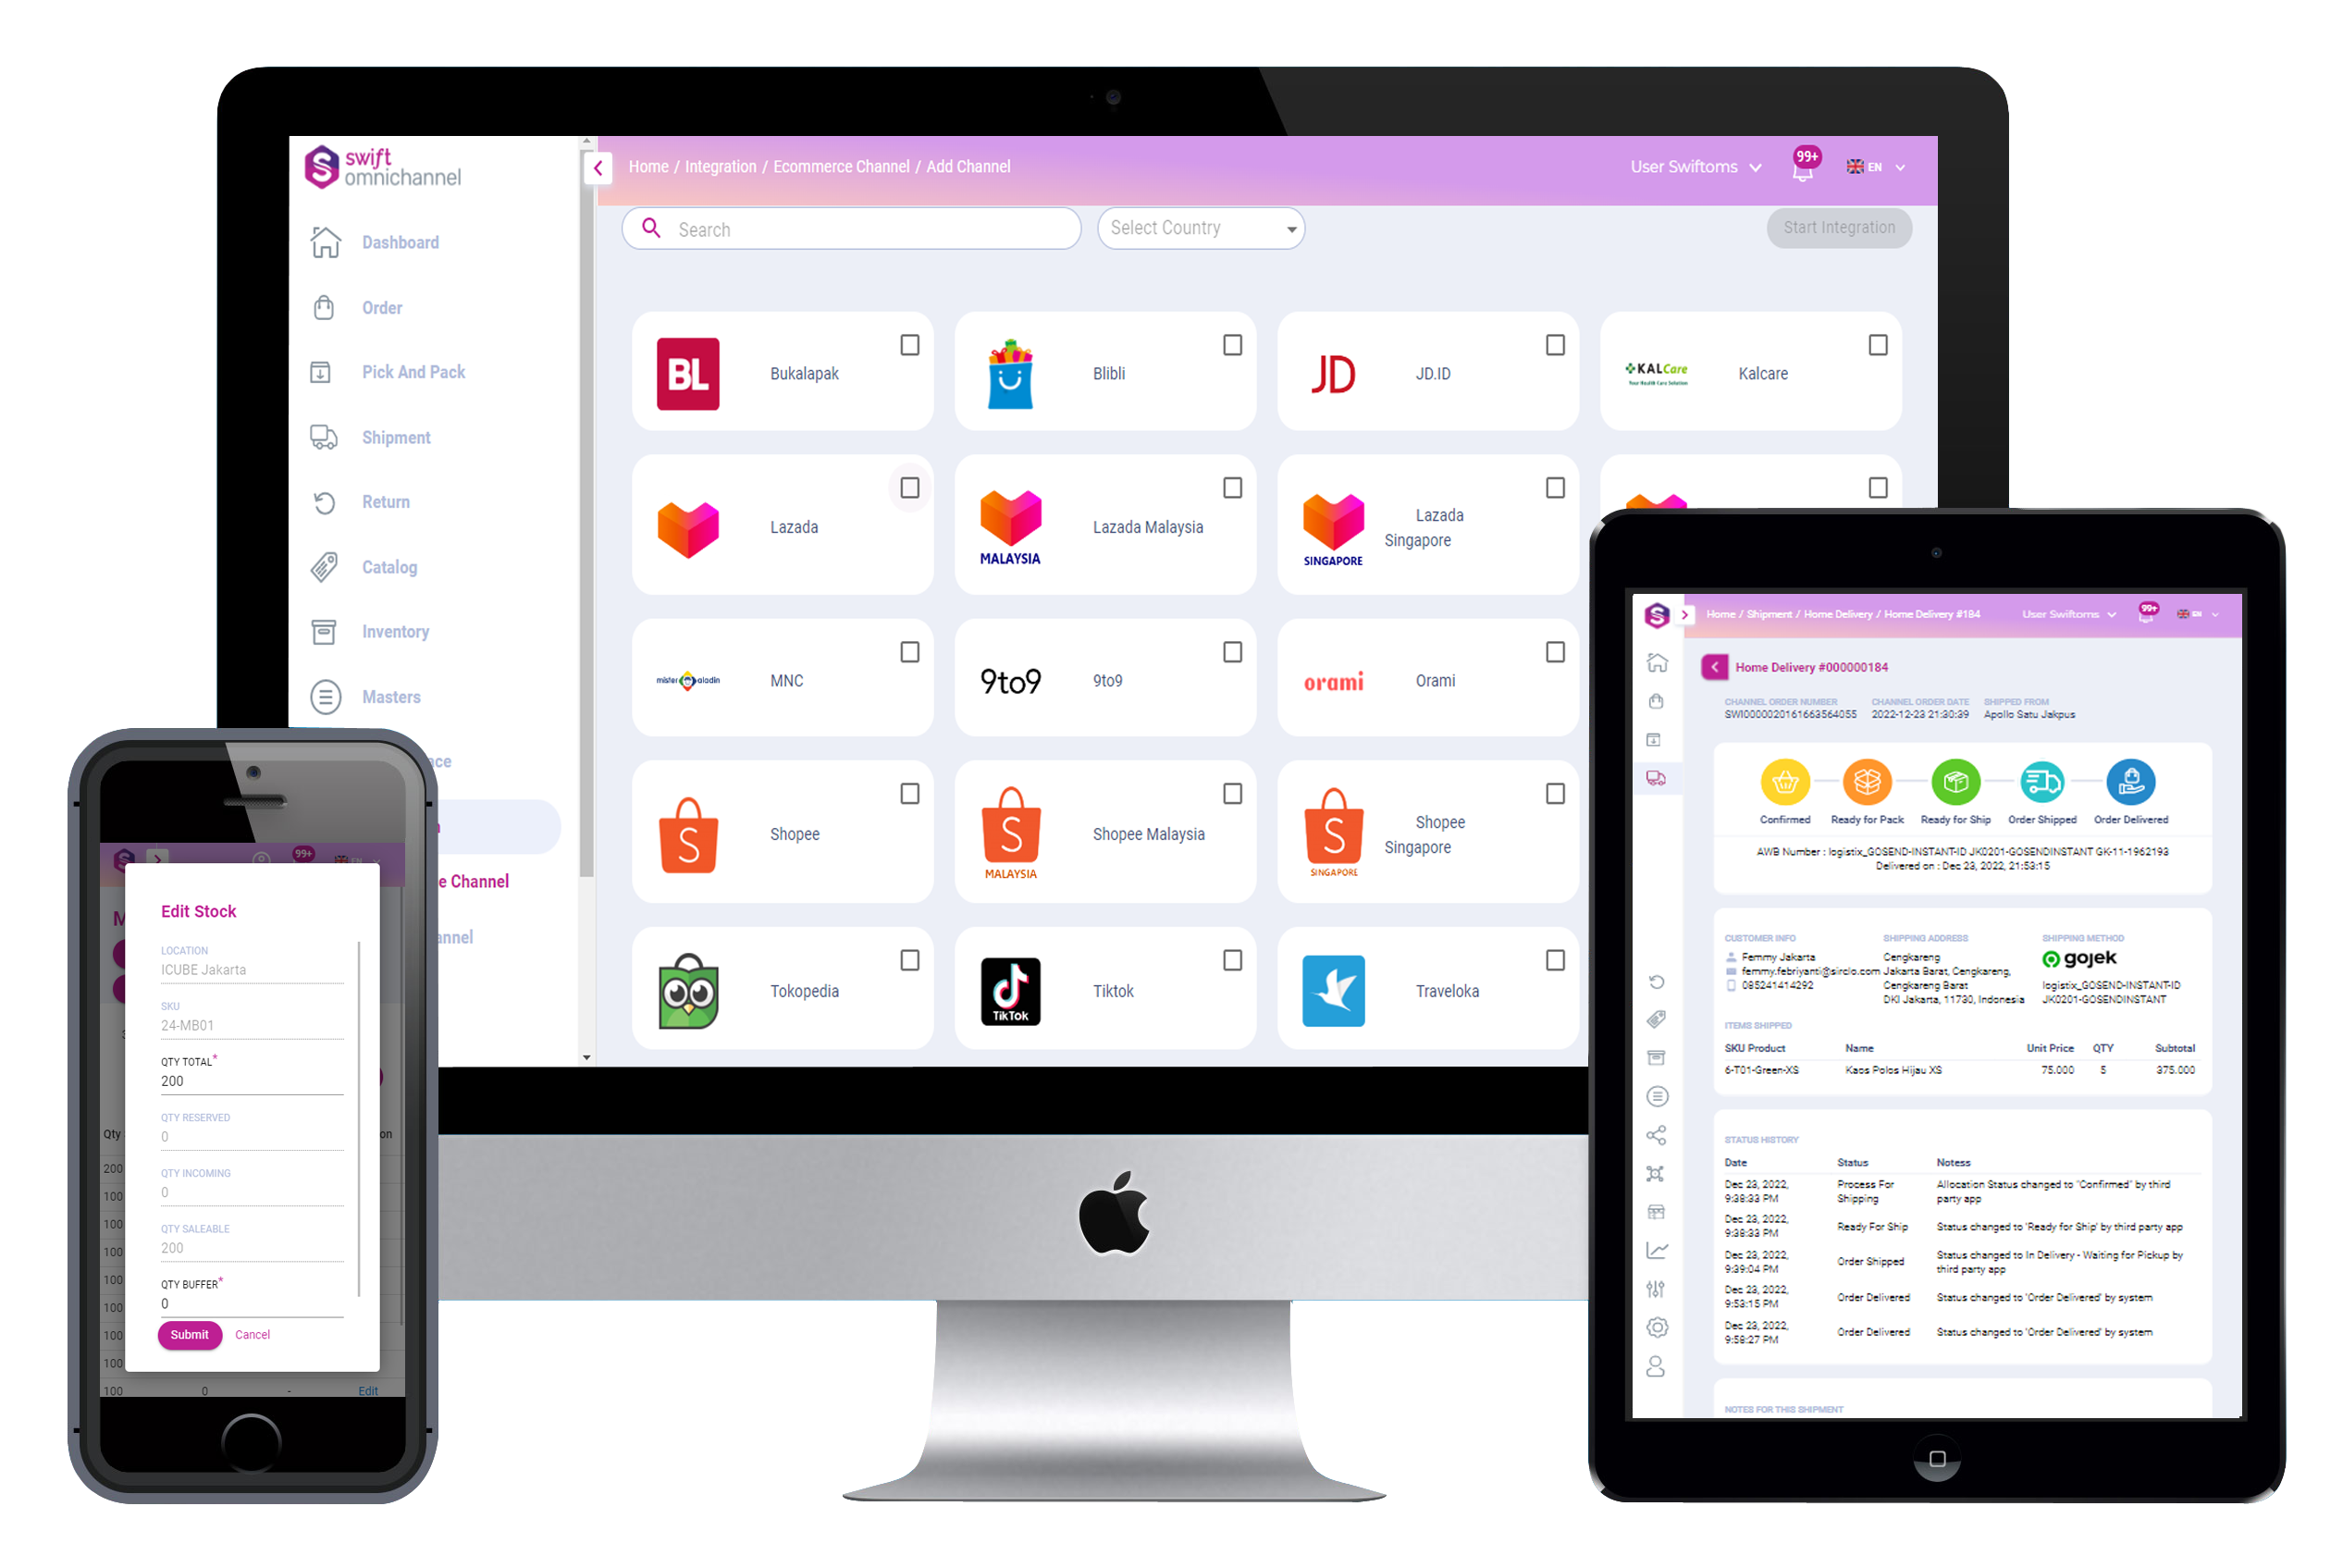 swift
omnichannel
Home / Integration / Ecommerce Channel / Add Channel
User Swiftoms
99+
EN
Search
Select Country
Start Integration
Dashboard
Order
Pick And Pack
Shipment
Return
Catalog
Inventory
Masters
ace
e Channel
annel
BL
Bukalapak
Blibli
JD
JD.ID
KALCare
Your Health Care Solution
Kalcare
Lazada
MALAYSIA
Lazada Malaysia
SINGAPORE
Lazada
Singapore
mister aladin
MNC
9to9
9to9
orami
Orami
S
Shopee
S
MALAYSIA
Shopee Malaysia
S
SINGAPORE
Shopee
Singapore
Tokopedia
TikTok
Tiktok
Traveloka
99+
EN
M
Edit Stock
LOCATION
ICUBE Jakarta
SKU
24-MB01
QTY TOTAL*
200
QTY RESERVED
0
QTY INCOMING
0
QTY SALEABLE
200
QTY BUFFER*
0
Submit Cancel
Qty
on
200
100
100
100
100
100
100
100
100 0 - Edit
Home / Shipment / Home Delivery / Home Delivery #184
User Swiftoms
99+
EN
Home Delivery #000000184
CHANNEL ORDER NUMBER CHANNEL ORDER DATE SHIPPED FROM
SWI0000020161663564055 2022-12-23 21:30:39 Apollo Satu Jakpus
Confirmed Ready for Pack Ready for Ship Order Shipped Order Delivered
AWB Number : logistix_GOSEND-INSTANT-ID JK0201-GOSENDINSTANT GK-11-1962193
Delivered on : Dec 23, 2022, 21:53:15
CUSTOMER INFO
Femmy Jakarta
femmy.febriyanti@sirclo.com
085241414292
SHIPPING ADDRESS
Cengkareng
Jakarta Barat, Cengkareng,
Cengkareng Barat
DKI Jakarta, 11730, Indonesia
SHIPPING METHOD
gojek
logistix_GOSEND-INSTANT-ID
JK0201-GOSENDINSTANT
ITEMS SHIPPED
SKU Product Name Unit Price QTY Subtotal
6-T01-Green-XS Kaos Polos Hijau XS 75.000 5 375.000
STATUS HISTORY
Date Status Notess
Dec 23, 2022,
9:38:33 PM
Process For
Shipping
Allocation Status changed to "Confirmed" by third
party app
Dec 23, 2022,
9:38:33 PM
Ready For Ship
Status changed to 'Ready for Ship' by third party app
Dec 23, 2022,
9:39:04 PM
Order Shipped
Status changed to In Delivery - Waiting for Pickup by
third party app
Dec 23, 2022,
9:53:15 PM
Order Delivered
Status changed to 'Order Delivered' by system
Dec 23, 2022,
9:58:27 PM
Order Delivered
Status changed to 'Order Delivered' by system
NOTES FOR THIS SHIPMENT